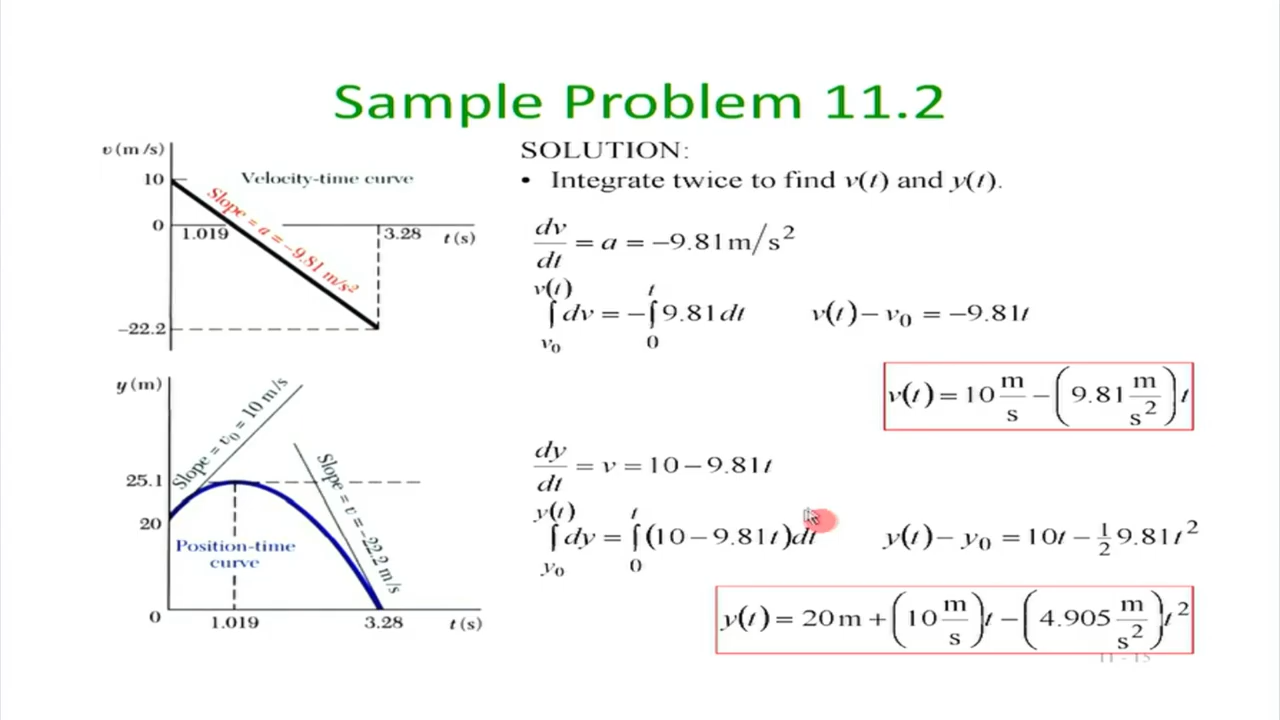 Sample Problem 11.2
υ (m/s)
10
Velocity-time curve
Slope = a = −9.81 m/s²
0
1.019
3.28
t (s)
−22.2
y (m)
Slope = υ₀ = 10 m/s
25.1
Slope = υ = −22.2 m/s
20
Position-time
curve
0
1.019
3.28
t (s)
SOLUTION:
• Integrate twice to find v(t) and y(t).
dv/dt = a = −9.81 m/s²
∫_{v₀}^{v(t)} dv = −∫_{0}^{t} 9.81 dt v(t) − v₀ = −9.81t
v(t) = 10 m/s − (9.81 m/s²) t
dy/dt = v = 10 − 9.81t
∫_{y₀}^{y(t)} dy = ∫_{0}^{t} (10 − 9.81t)dt y(t) − y₀ = 10t − ½ 9.81t²
y(t) = 20 m + (10 m/s) t − (4.905 m/s²) t²
11 - 15